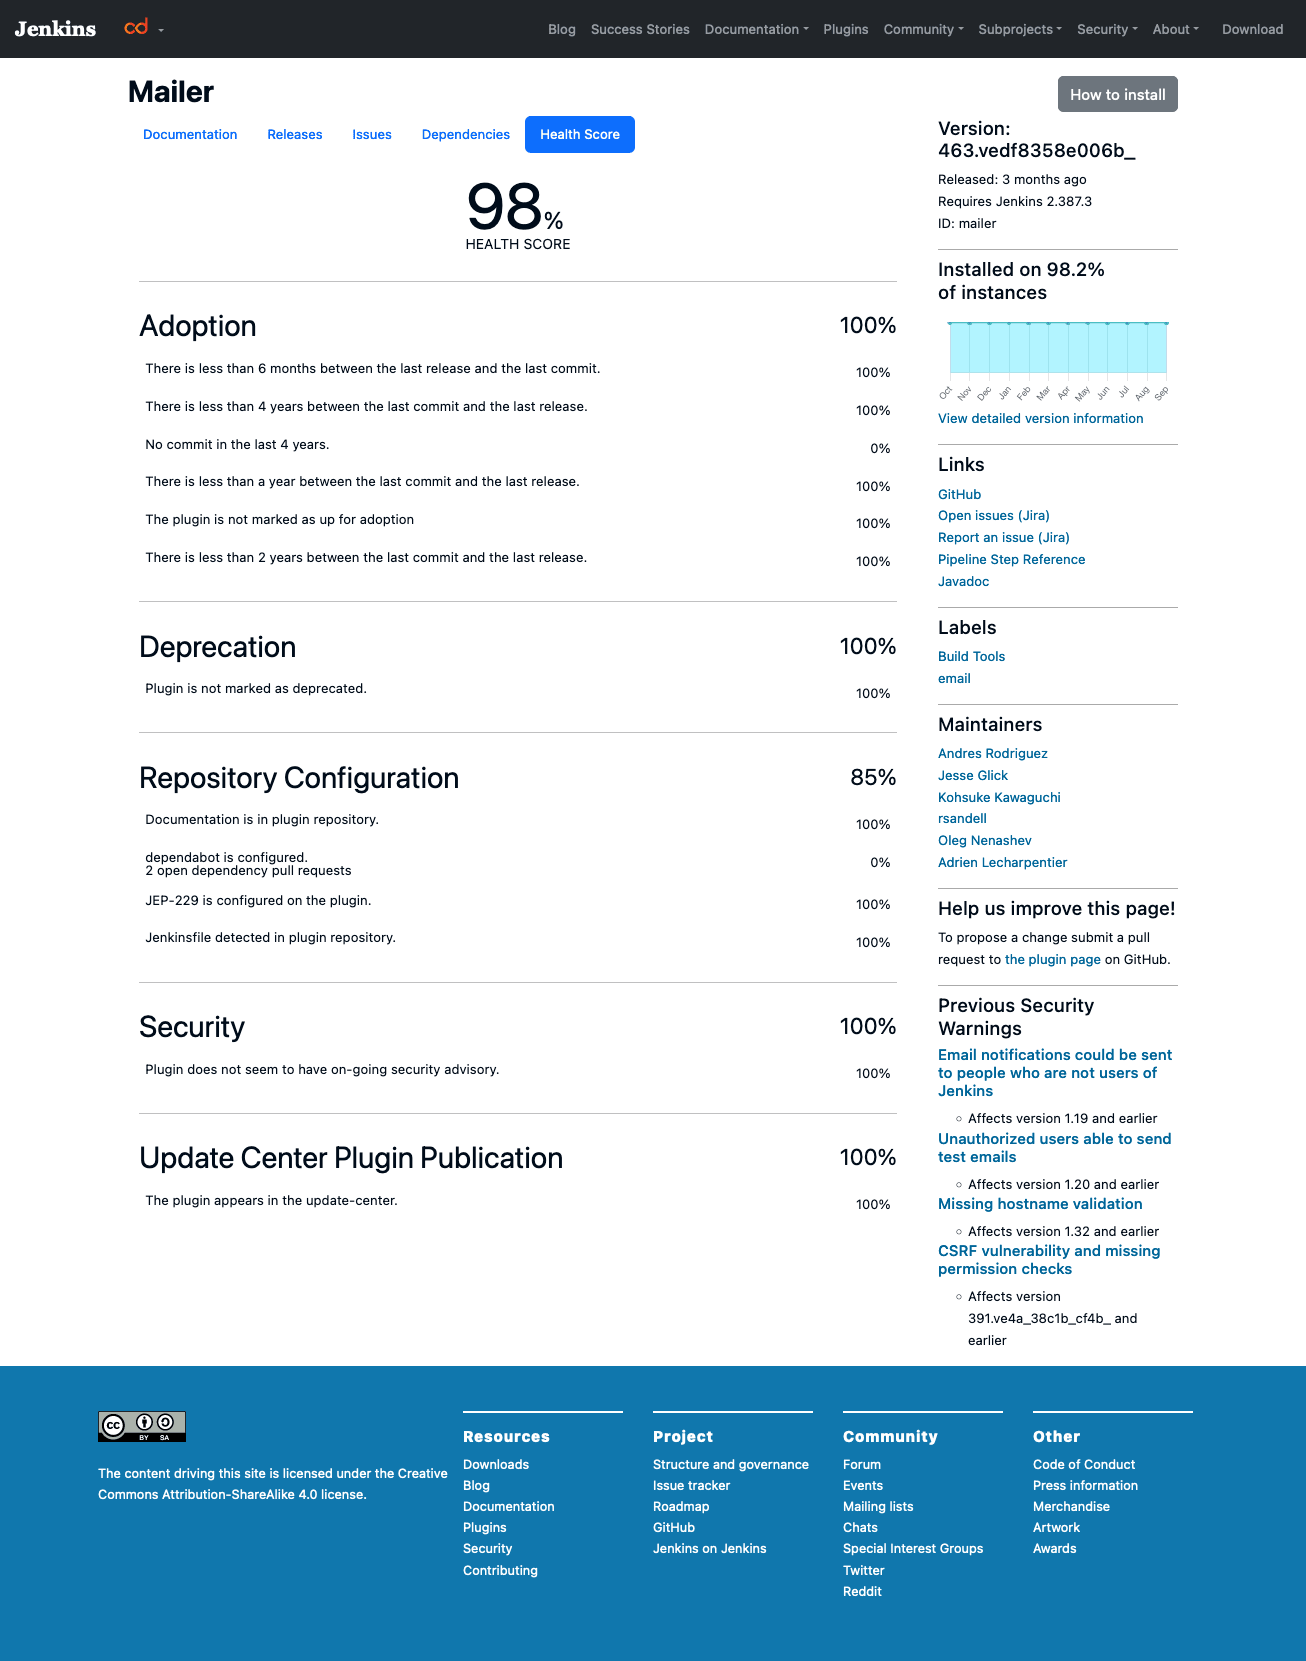 Jenkins
cd
Blog
Success Stories
Documentation
Plugins
Community
Subprojects
Security
About
Download
Mailer
Documentation
Releases
Issues
Dependencies
Health Score
98%
HEALTH SCORE
Adoption
100%
There is less than 6 months between the last release and the last commit.
100%
There is less than 4 years between the last commit and the last release.
100%
No commit in the last 4 years.
0%
There is less than a year between the last commit and the last release.
100%
The plugin is not marked as up for adoption
100%
There is less than 2 years between the last commit and the last release.
100%
Deprecation
100%
Plugin is not marked as deprecated.
100%
Repository Configuration
85%
Documentation is in plugin repository.
100%
dependabot is configured.
2 open dependency pull requests
0%
JEP-229 is configured on the plugin.
100%
Jenkinsfile detected in plugin repository.
100%
Security
100%
Plugin does not seem to have on-going security advisory.
100%
Update Center Plugin Publication
100%
The plugin appears in the update-center.
100%
How to install
Version:
463.vedf8358e006b_
Released: 3 months ago
Requires Jenkins 2.387.3
ID: mailer
Installed on 98.2%
of instances
Oct
Nov
Dec
Jan
Feb
Mar
Apr
May
Jun
Jul
Aug
Sep
View detailed version information
Links
GitHub
Open issues (Jira)
Report an issue (Jira)
Pipeline Step Reference
Javadoc
Labels
Build Tools
email
Maintainers
Andres Rodriguez
Jesse Glick
Kohsuke Kawaguchi
rsandell
Oleg Nenashev
Adrien Lecharpentier
Help us improve this page!
To propose a change submit a pull
request to the plugin page on GitHub.
Previous Security
Warnings
Email notifications could be sent
to people who are not users of
Jenkins
Affects version 1.19 and earlier
Unauthorized users able to send
test emails
Affects version 1.20 and earlier
Missing hostname validation
Affects version 1.32 and earlier
CSRF vulnerability and missing
permission checks
Affects version
391.ve4a_38c1b_cf4b_ and
earlier
cc
BY
SA
The content driving this site is licensed under the Creative
Commons Attribution-ShareAlike 4.0 license.
Resources
Downloads
Blog
Documentation
Plugins
Security
Contributing
Project
Structure and governance
Issue tracker
Roadmap
GitHub
Jenkins on Jenkins
Community
Forum
Events
Mailing lists
Chats
Special Interest Groups
Twitter
Reddit
Other
Code of Conduct
Press information
Merchandise
Artwork
Awards